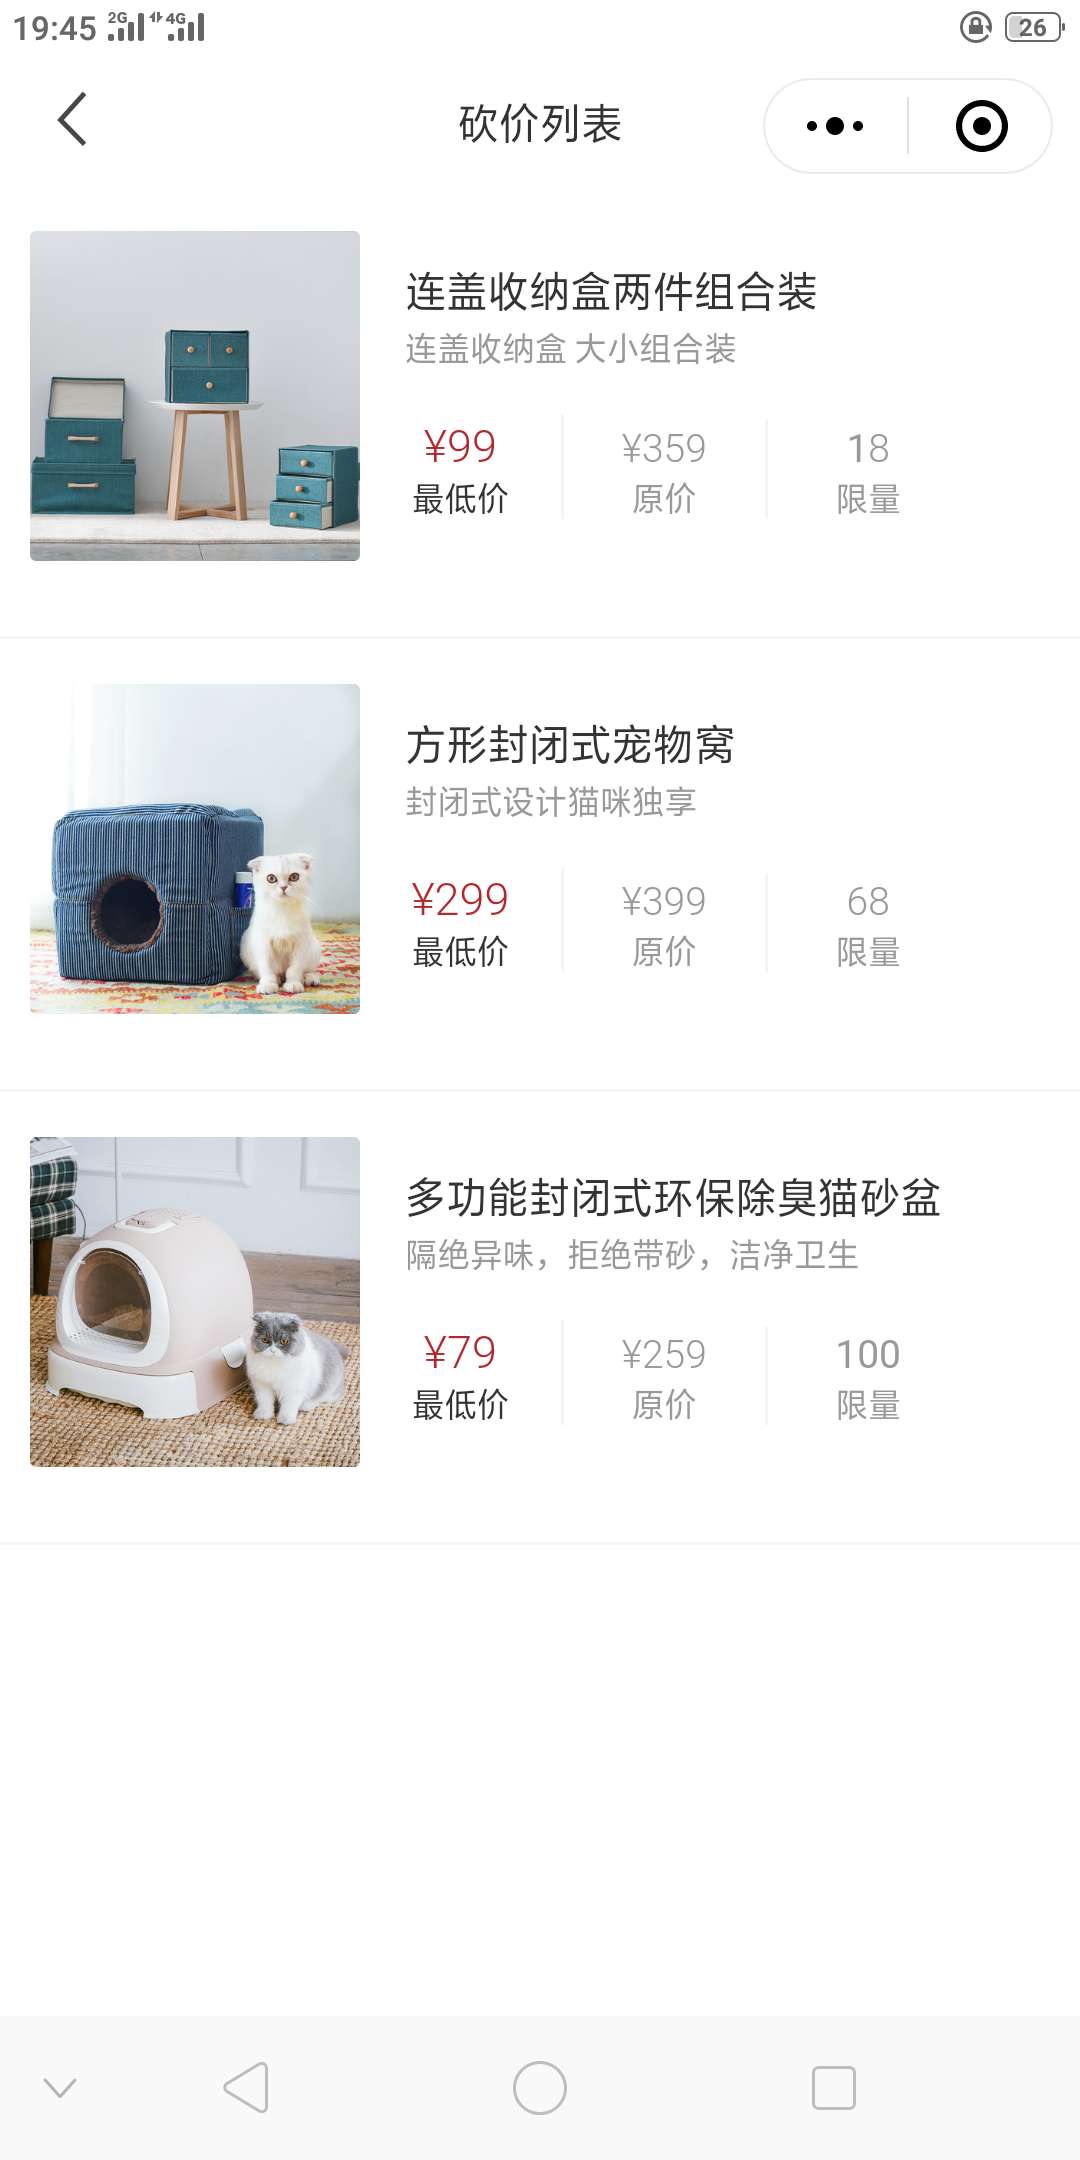 19:45 2G 4G 26
砍价列表
连盖收纳盒两件组合装
连盖收纳盒 大小组合装
¥99 ¥359 18
最低价 原价 限量
方形封闭式宠物窝
封闭式设计猫咪独享
¥299 ¥399 68
最低价 原价 限量
多功能封闭式环保除臭猫砂盆
隔绝异味，拒绝带砂，洁净卫生
¥79 ¥259 100
最低价 原价 限量